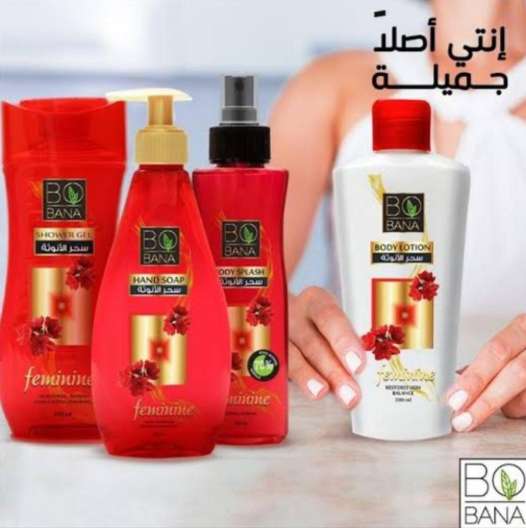 إنتي أصلاً
جميلة
BO
BANA
SHOWER GEL
سحر الأنوثة
feminine
BO
BANA
HAND SOAP
سحر الأنوثة
feminine
BO
BANA
BODY SPLASH
سحر الأنوثة
feminine
BO
BANA
BODY LOTION
سحر الأنوثة
feminine
BALANCE
BO
BANA